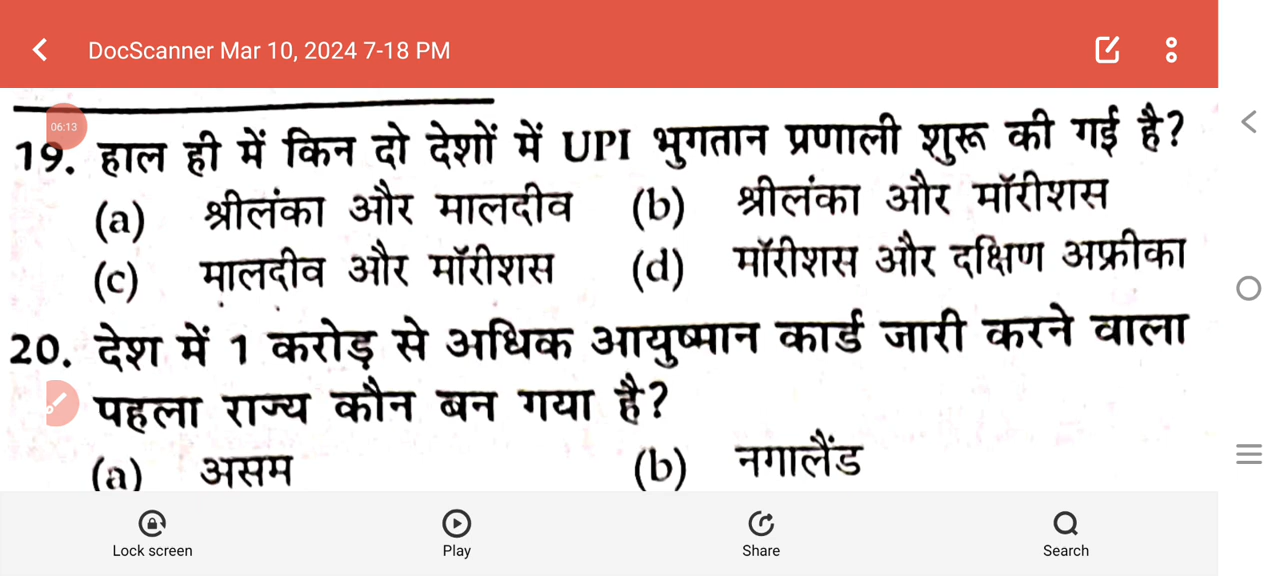 DocScanner Mar 10, 2024 7-18 PM
06:13
19. हाल ही में किन दो देशों में UPI भुगतान प्रणाली शुरू की गई है?
(a) श्रीलंका और मालदीव (b) श्रीलंका और मॉरीशस
(c) मालदीव और मॉरीशस (d) मॉरीशस और दक्षिण अफ्रीका
20. देश में 1 करोड़ से अधिक आयुष्मान कार्ड जारी करने वाला
पहला राज्य कौन बन गया है?
(a) असम (b) नगालैंड
Lock screen Play Share Search